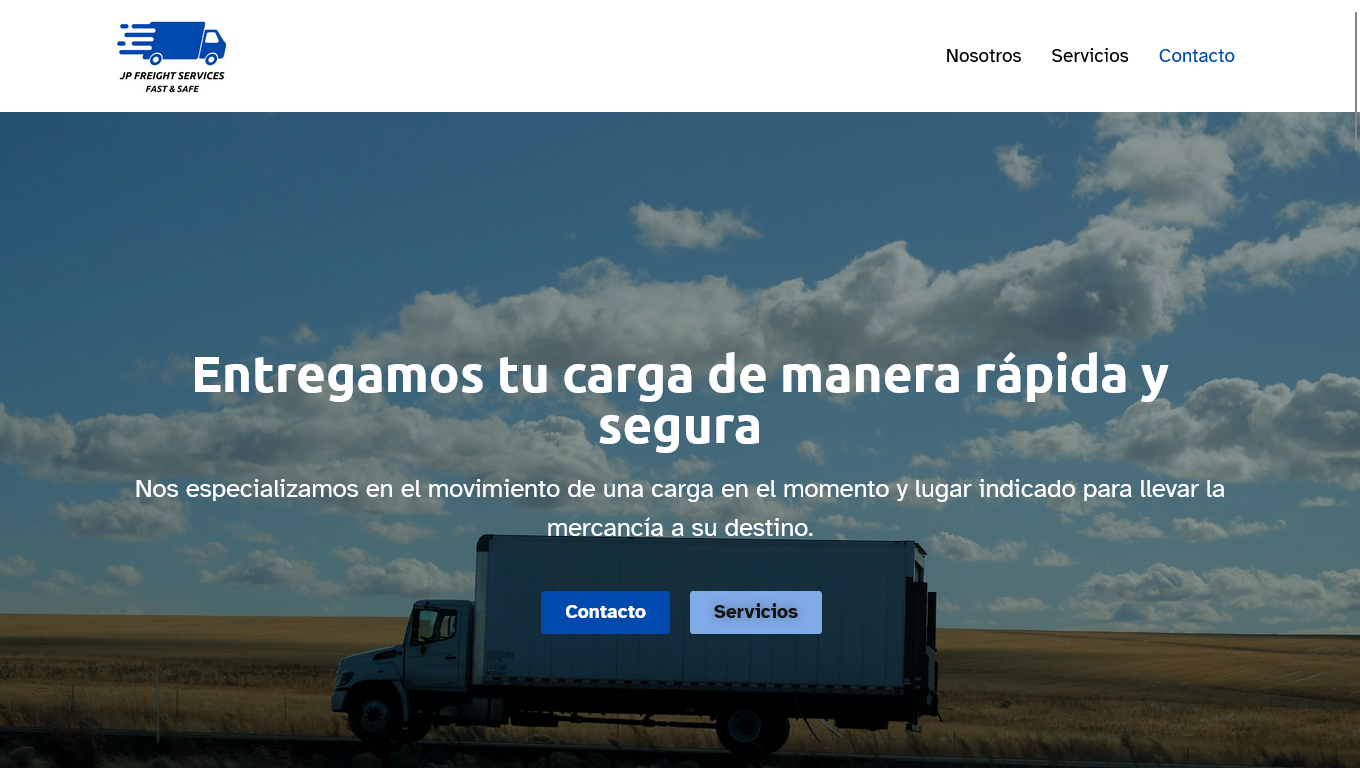 JP FREIGHT SERVICES
FAST & SAFE
Nosotros
Servicios
Contacto
Entregamos tu carga de manera rápida y
segura
Nos especializamos en el movimiento de una carga en el momento y lugar indicado para llevar la
mercancía a su destino.
Contacto
Servicios